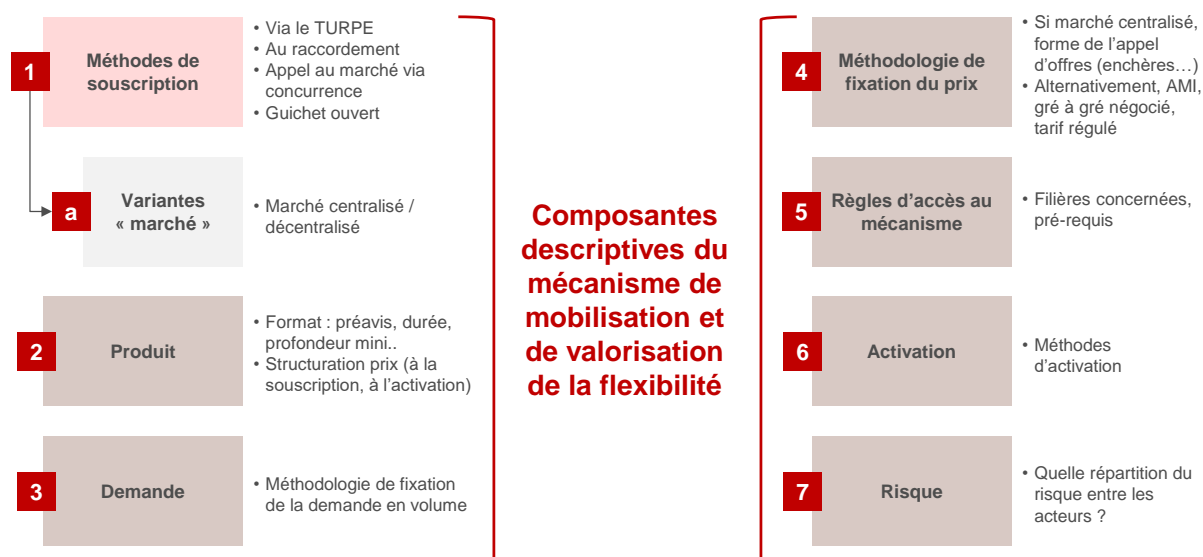 1
Méthodes de
souscription
• Via le TURPE
• Au raccordement
• Appel au marché via
concurrence
• Guichet ouvert
a
Variantes
« marché »
• Marché centralisé /
décentralisé
2
Produit
• Format : préavis, durée,
profondeur mini..
• Structuration prix (à la
souscription, à l’activation)
3
Demande
• Méthodologie de fixation
de la demande en volume
Composantes
descriptives du
mécanisme de
mobilisation et
de valorisation
de la flexibilité
4
Méthodologie de
fixation du prix
• Si marché centralisé,
forme de l’appel
d’offres (enchères…)
• Alternativement, AMI,
gré à gré négocié,
tarif régulé
5
Règles d’accès au
mécanisme
• Filières concernées,
pré-requis
6
Activation
• Méthodes
d’activation
7
Risque
• Quelle répartition du
risque entre les
acteurs ?